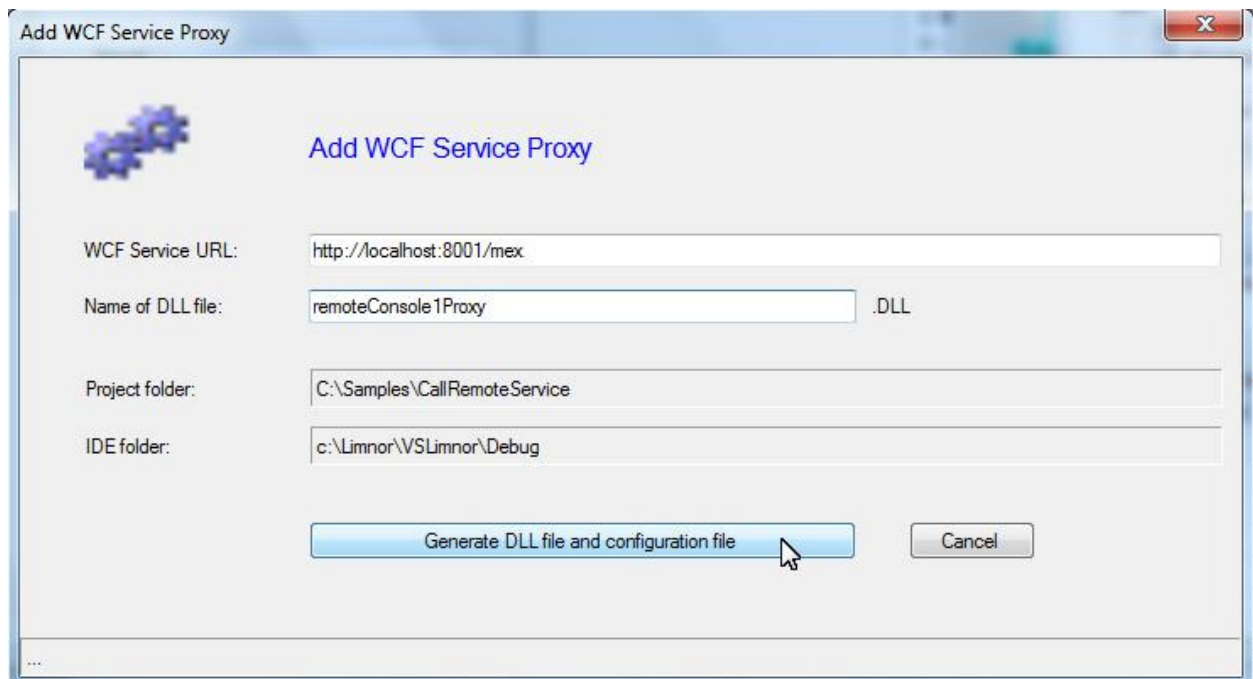 Add WCF Service Proxy
X
Add WCF Service Proxy
WCF Service URL: http://localhost:8001/mex
Name of DLL file: remoteConsole1Proxy .DLL
Project folder: C:\Samples\CallRemoteService
IDE folder: c:\Limnor\VSLimnor\Debug
Generate DLL file and configuration file Cancel
...